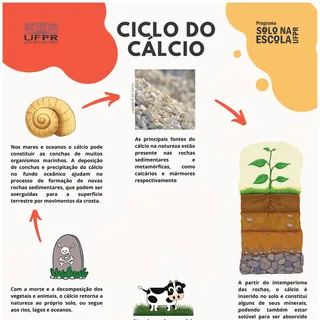 UFPR
CICLO DO
CÁLCIO
Programa
SOLO NA
ESCOLA
UFPR
As principais fontes do
cálcio na natureza estão
presente nas rochas
sedimentares e
metamórficas, como
calcários e mármores
respectivamente
Nos mares e oceanos o cálcio pode
constituir as conchas de muitos
organismos marinhos. A deposição
de conchas e precipitação do cálcio
no fundo oceânico ajudam no
processo de formação de novas
rochas sedimentares, que podem ser
soerguidas para a superfície
terrestre por movimentos da crosta.
Com a morte e a decomposição dos
vegetais e animais, o cálcio retorna a
natureza ao próprio solo, ou segue
aos rios, lagos e oceanos.
A partir do intemperismo
das rochas, o cálcio é
inserido no solo e constitui
alguns de seus minerais,
podendo também estar
solúvel para ser absorvido